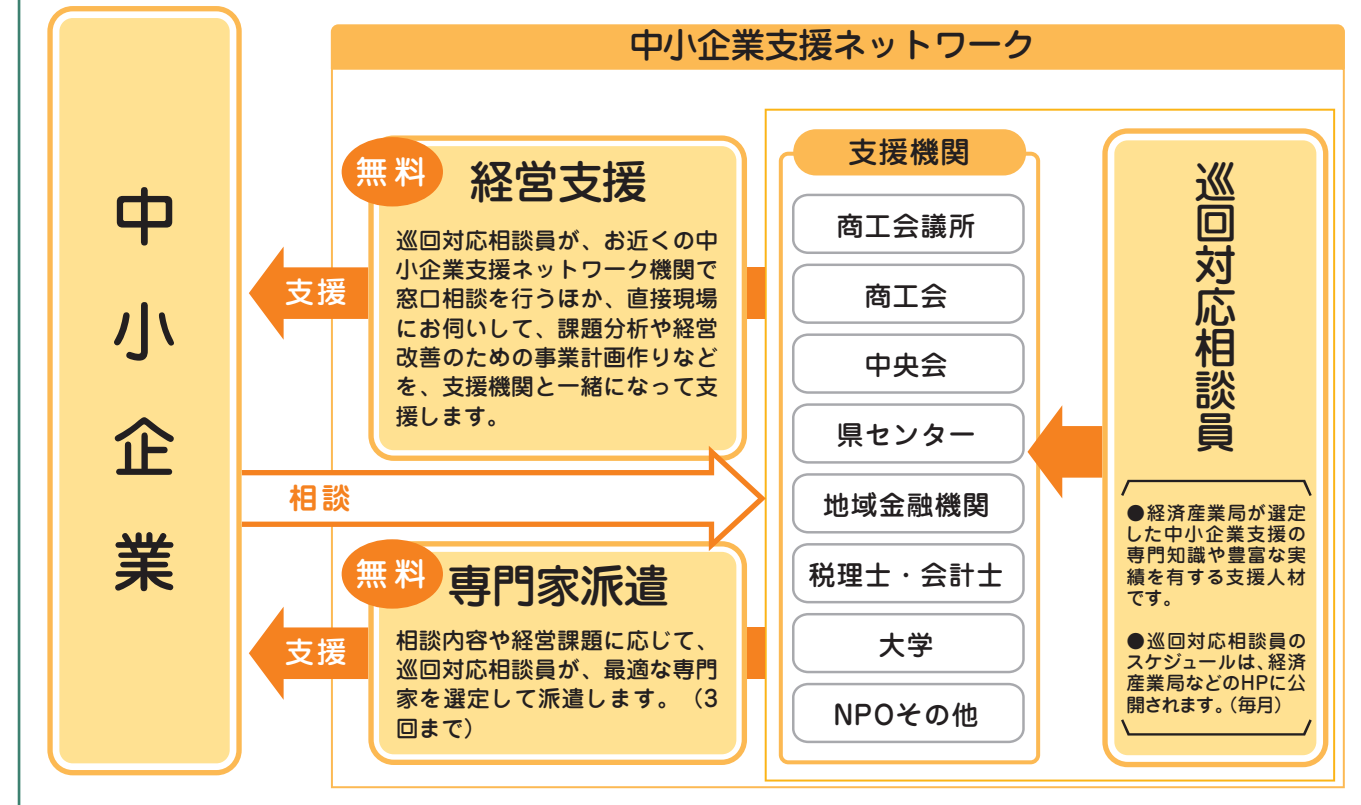 中小企業
中小企業支援ネットワーク
無料
経営支援
巡回対応相談員が、お近くの中
小企業支援ネットワーク機関で
窓口相談を行うほか、直接現場
にお伺いして、課題分析や経営
改善のための事業計画作りなど
を、支援機関と一緒になって支
援します。
支援
相談
無料
専門家派遣
相談内容や経営課題に応じて、
巡回対応相談員が、最適な専門
家を選定して派遣します。（3
回まで）
支援
支援機関
商工会議所
商工会
中央会
県センター
地域金融機関
税理士・会計士
大学
NPOその他
巡回対応相談員
●経済産業局が選定
した中小企業支援の
専門知識や豊富な実
績を有する支援人材
です。
●巡回対応相談員の
スケジュールは、経済
産業局などのHPに公
開されます。（毎月）